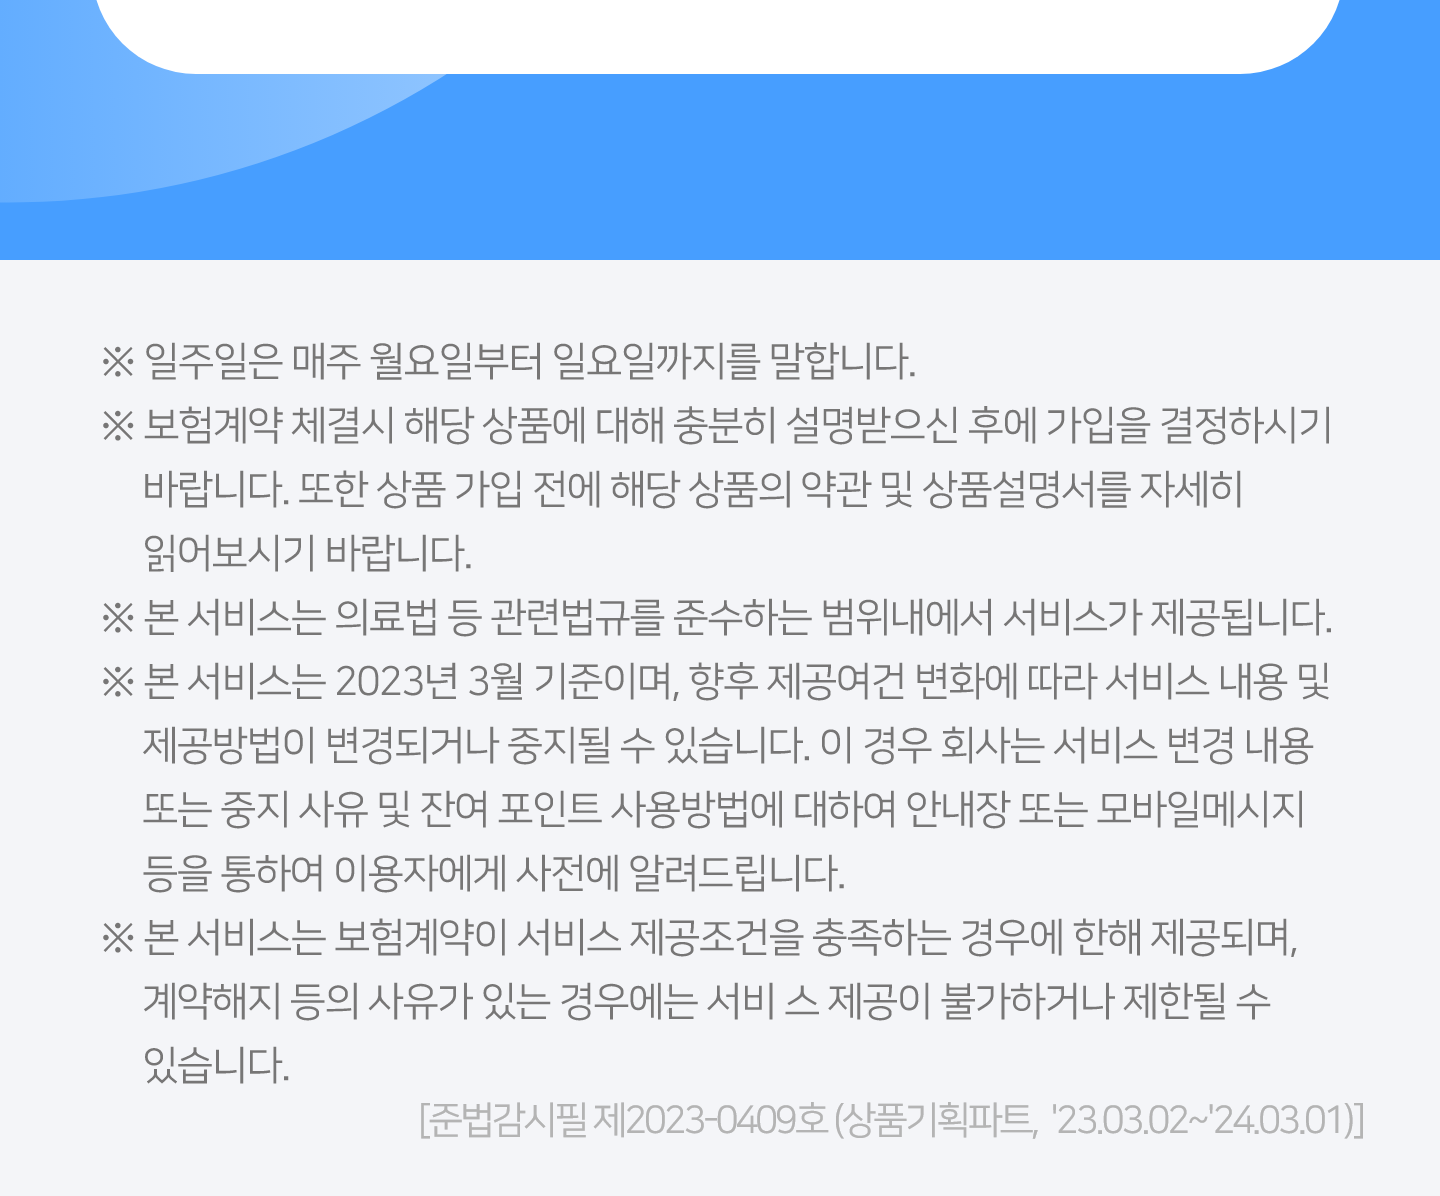 ※ 일주일은 매주 월요일부터 일요일까지를 말합니다.
※ 보험계약 체결시 해당 상품에 대해 충분히 설명받으신 후에 가입을 결정하시기
바랍니다. 또한 상품 가입 전에 해당 상품의 약관 및 상품설명서를 자세히
읽어보시기 바랍니다.
※ 본 서비스는 의료법 등 관련법규를 준수하는 범위내에서 서비스가 제공됩니다.
※ 본 서비스는 2023년 3월 기준이며, 향후 제공여건 변화에 따라 서비스 내용 및
제공방법이 변경되거나 중지될 수 있습니다. 이 경우 회사는 서비스 변경 내용
또는 중지 사유 및 잔여 포인트 사용방법에 대하여 안내장 또는 모바일메시지
등을 통하여 이용자에게 사전에 알려드립니다.
※ 본 서비스는 보험계약이 서비스 제공조건을 충족하는 경우에 한해 제공되며,
계약해지 등의 사유가 있는 경우에는 서비 스 제공이 불가하거나 제한될 수
있습니다.
[준법감시필 제2023-0409호 (상품기획파트, '23.03.02~'24.03.01)]